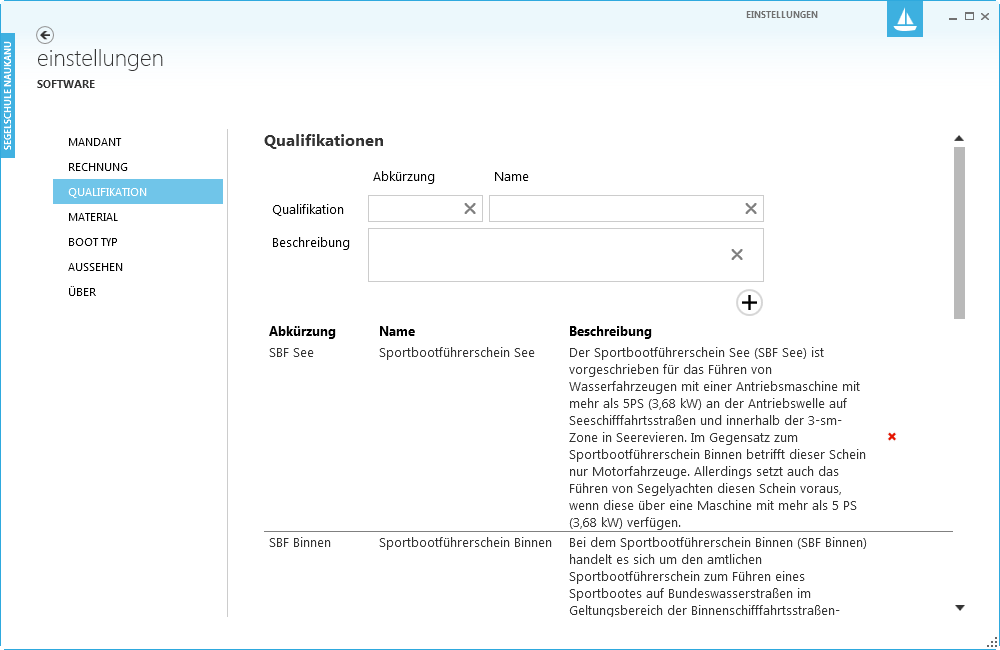 EINSTELLUNGEN
SEGELSCHULE NAUKANU
einstellungen
SOFTWARE
MANDANT
RECHNUNG
QUALIFIKATION
MATERIAL
BOOT TYP
AUSSEHEN
ÜBER
Qualifikationen
Abkürzung Name
Qualifikation
Beschreibung
Abkürzung Name Beschreibung
SBF See Sportbootführerschein See Der Sportbootführerschein See (SBF See) ist
vorgeschrieben für das Führen von
Wasserfahrzeugen mit einer Antriebsmaschine mit
mehr als 5PS (3,68 kW) an der Antriebswelle auf
Seeschifffahrtsstraßen und innerhalb der 3-sm-
Zone in Seerevieren. Im Gegensatz zum
Sportbootführerschein Binnen betrifft dieser Schein
nur Motorfahrzeuge. Allerdings setzt auch das
Führen von Segelyachten diesen Schein voraus,
wenn diese über eine Maschine mit mehr als 5 PS
(3,68 kW) verfügen.
SBF Binnen Sportbootführerschein Binnen Bei dem Sportbootführerschein Binnen (SBF Binnen)
handelt es sich um den amtlichen
Sportbootführerschein zum Führen eines
Sportbootes auf Bundeswasserstraßen im
Geltungsbereich der Binnenschifffahrtsstraßen-